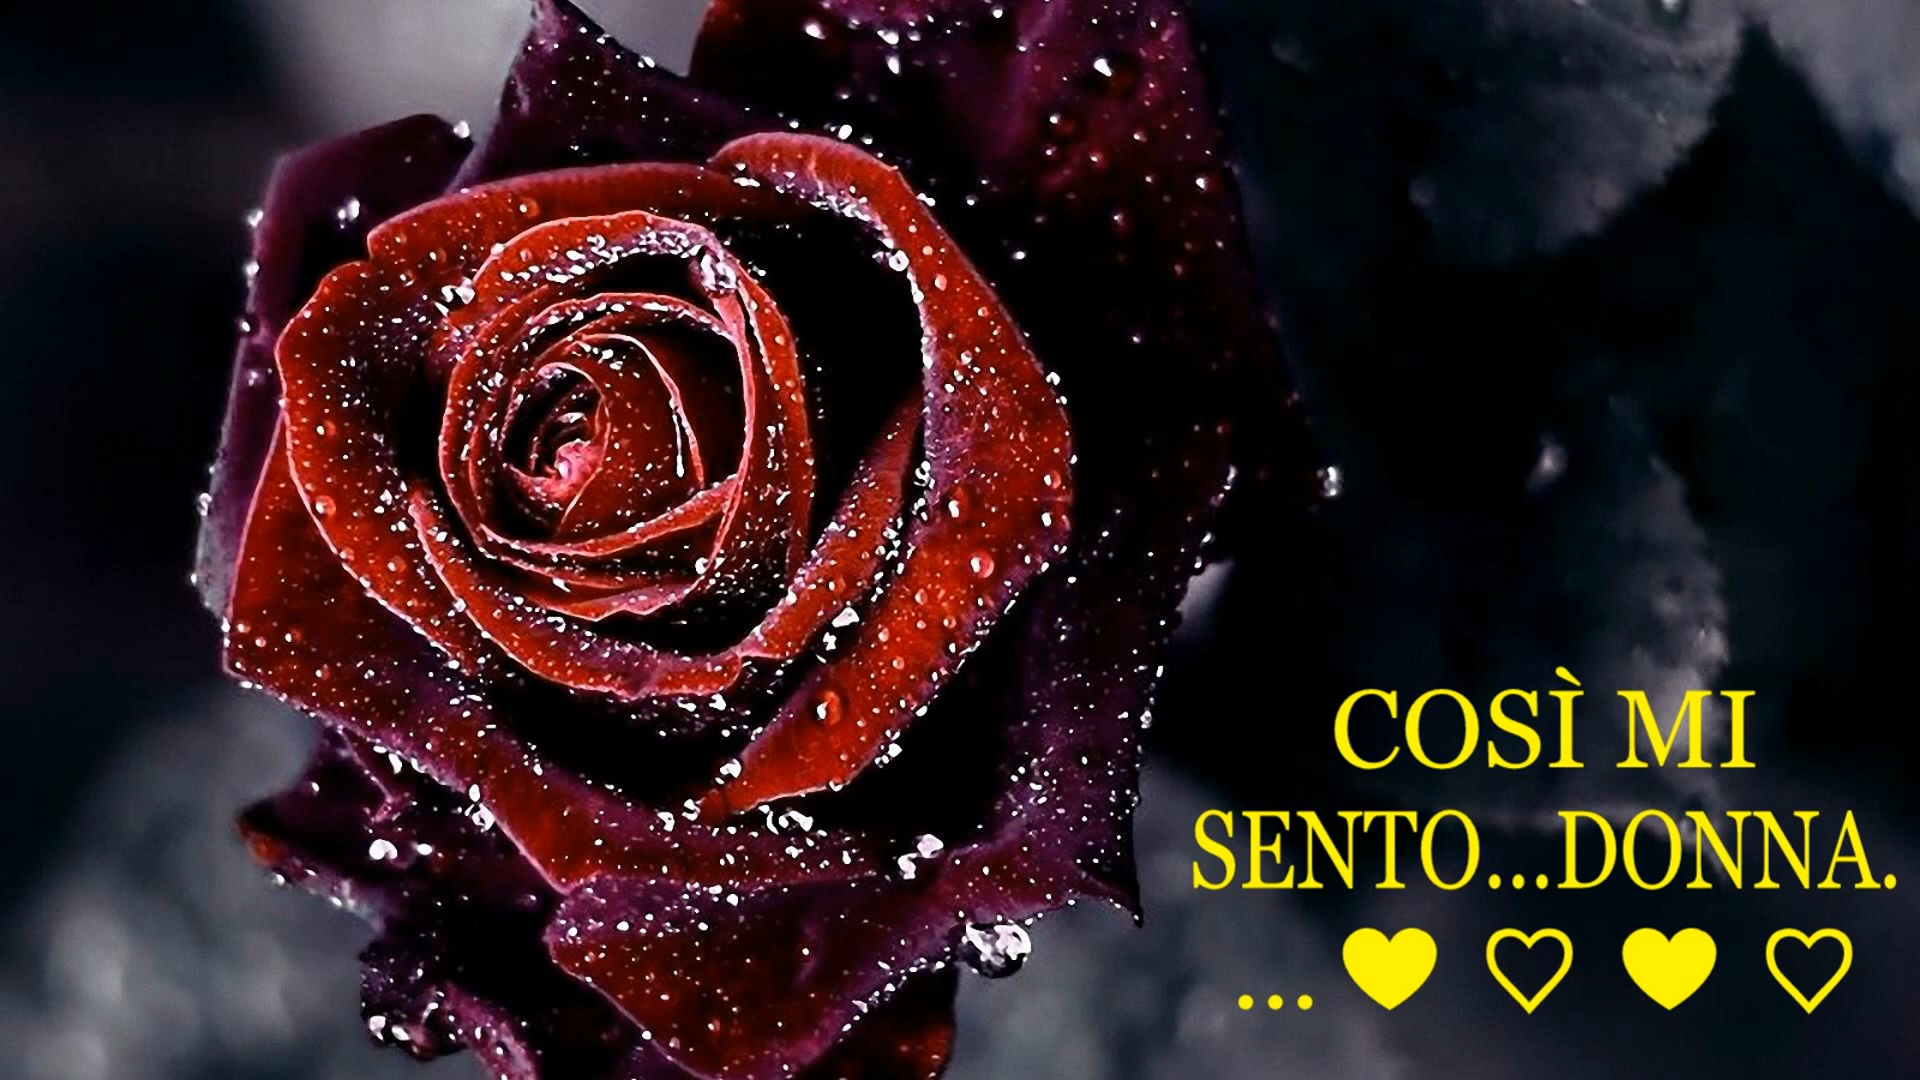 COSÌ MI
SENTO...DONNA.
... ♥ ♡ ♥ ♡